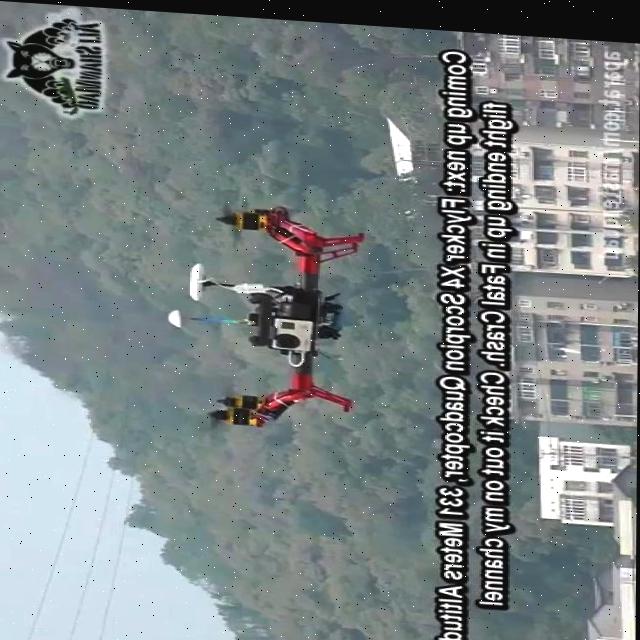 Coming up next, Flycker X4 Scorpion Quadcopter, 331 Meters Altitud
flight ending up in Fatal Crash. Check it out on my channel